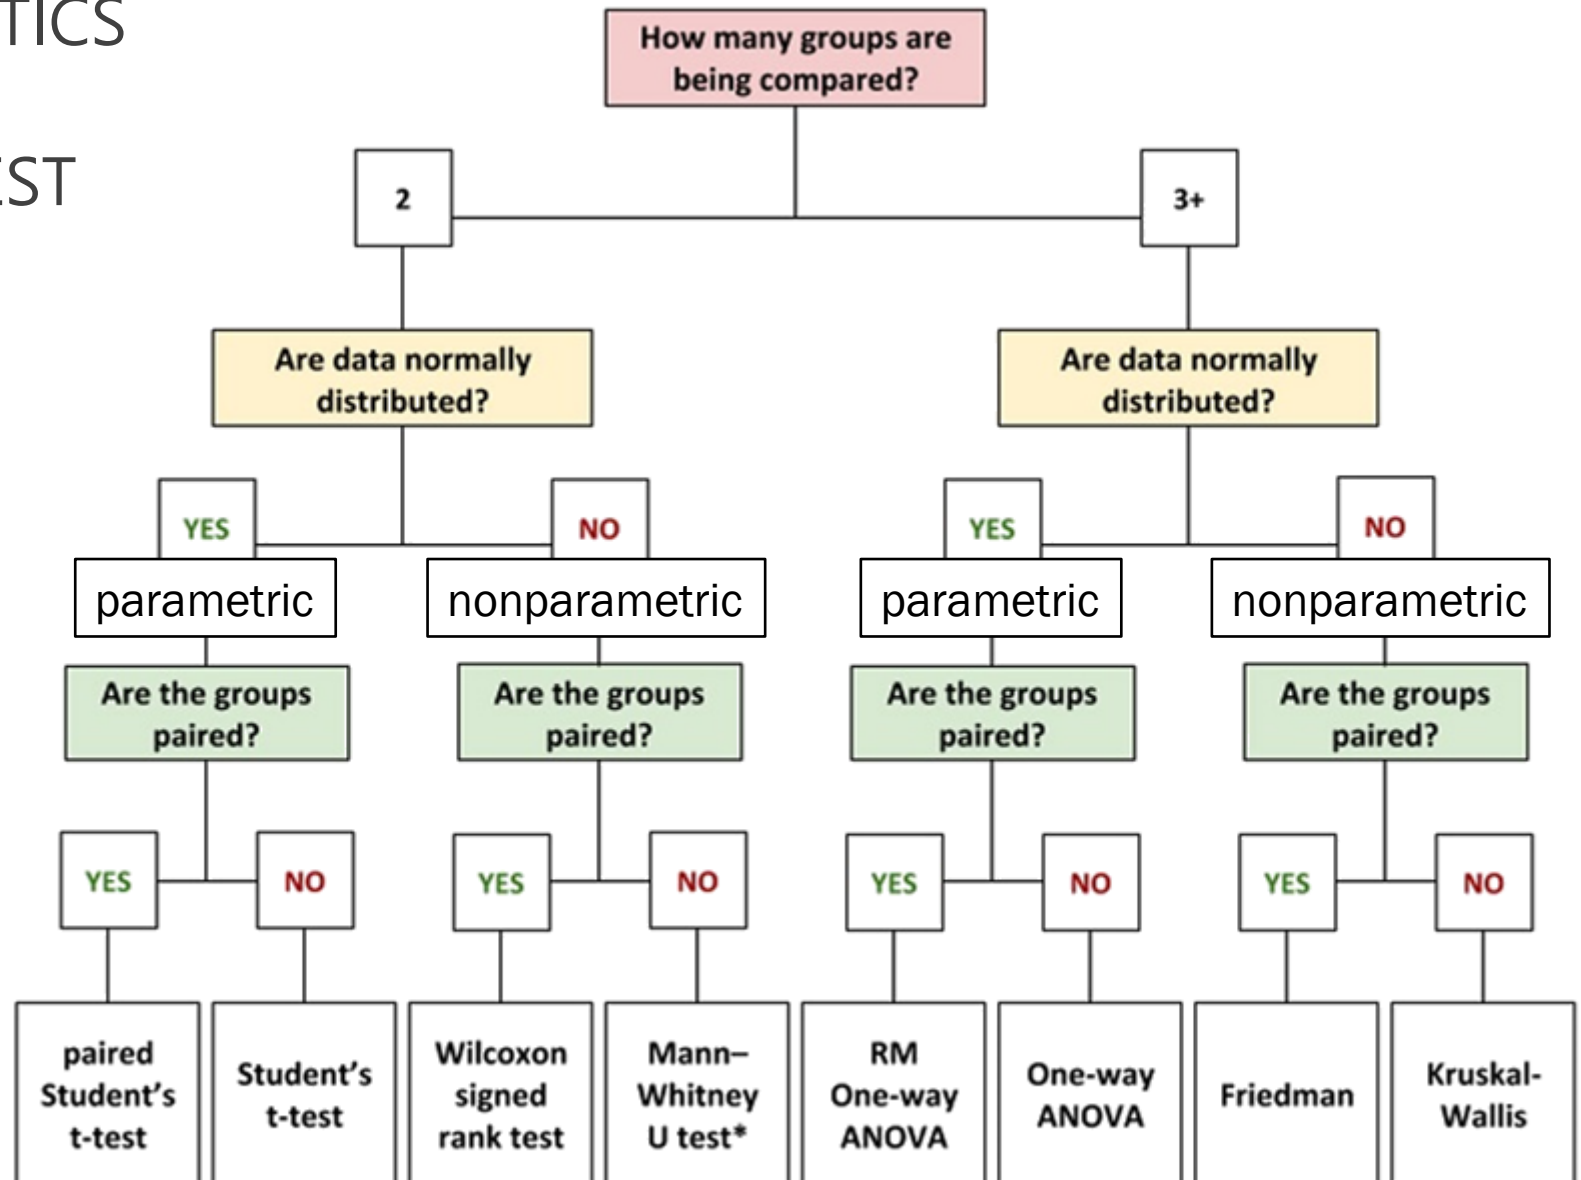 TICS
EST
How many groups are
being compared?
2
3+
Are data normally
distributed?
Are data normally
distributed?
YES
NO
YES
NO
parametric
nonparametric
parametric
nonparametric
Are the groups
paired?
Are the groups
paired?
Are the groups
paired?
Are the groups
paired?
YES
NO
YES
NO
YES
NO
YES
NO
paired
Student’s
t-test
Student’s
t-test
Wilcoxon
signed
rank test
Mann–
Whitney
U test*
RM
One-way
ANOVA
One-way
ANOVA
Friedman
Kruskal-
Wallis